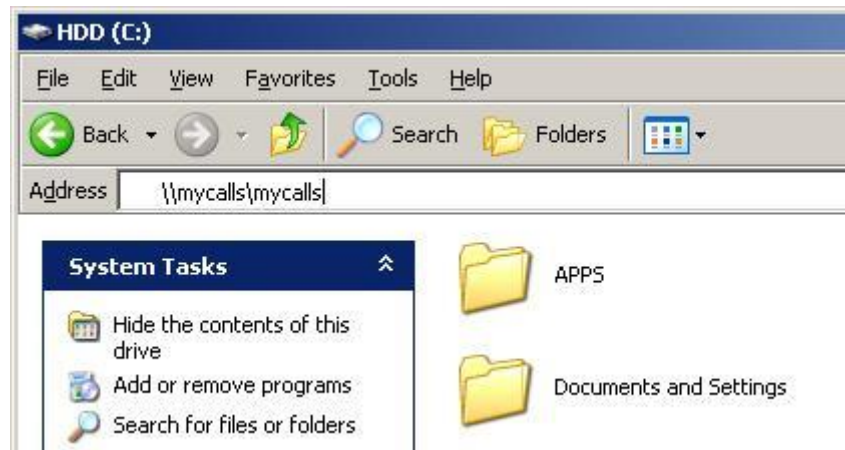 HDD (C:)
File Edit View Favorites Tools Help
Back Search Folders
Address \\mycalls\mycalls
System Tasks
Hide the contents of this
drive
Add or remove programs
Search for files or folders
APPS
Documents and Settings